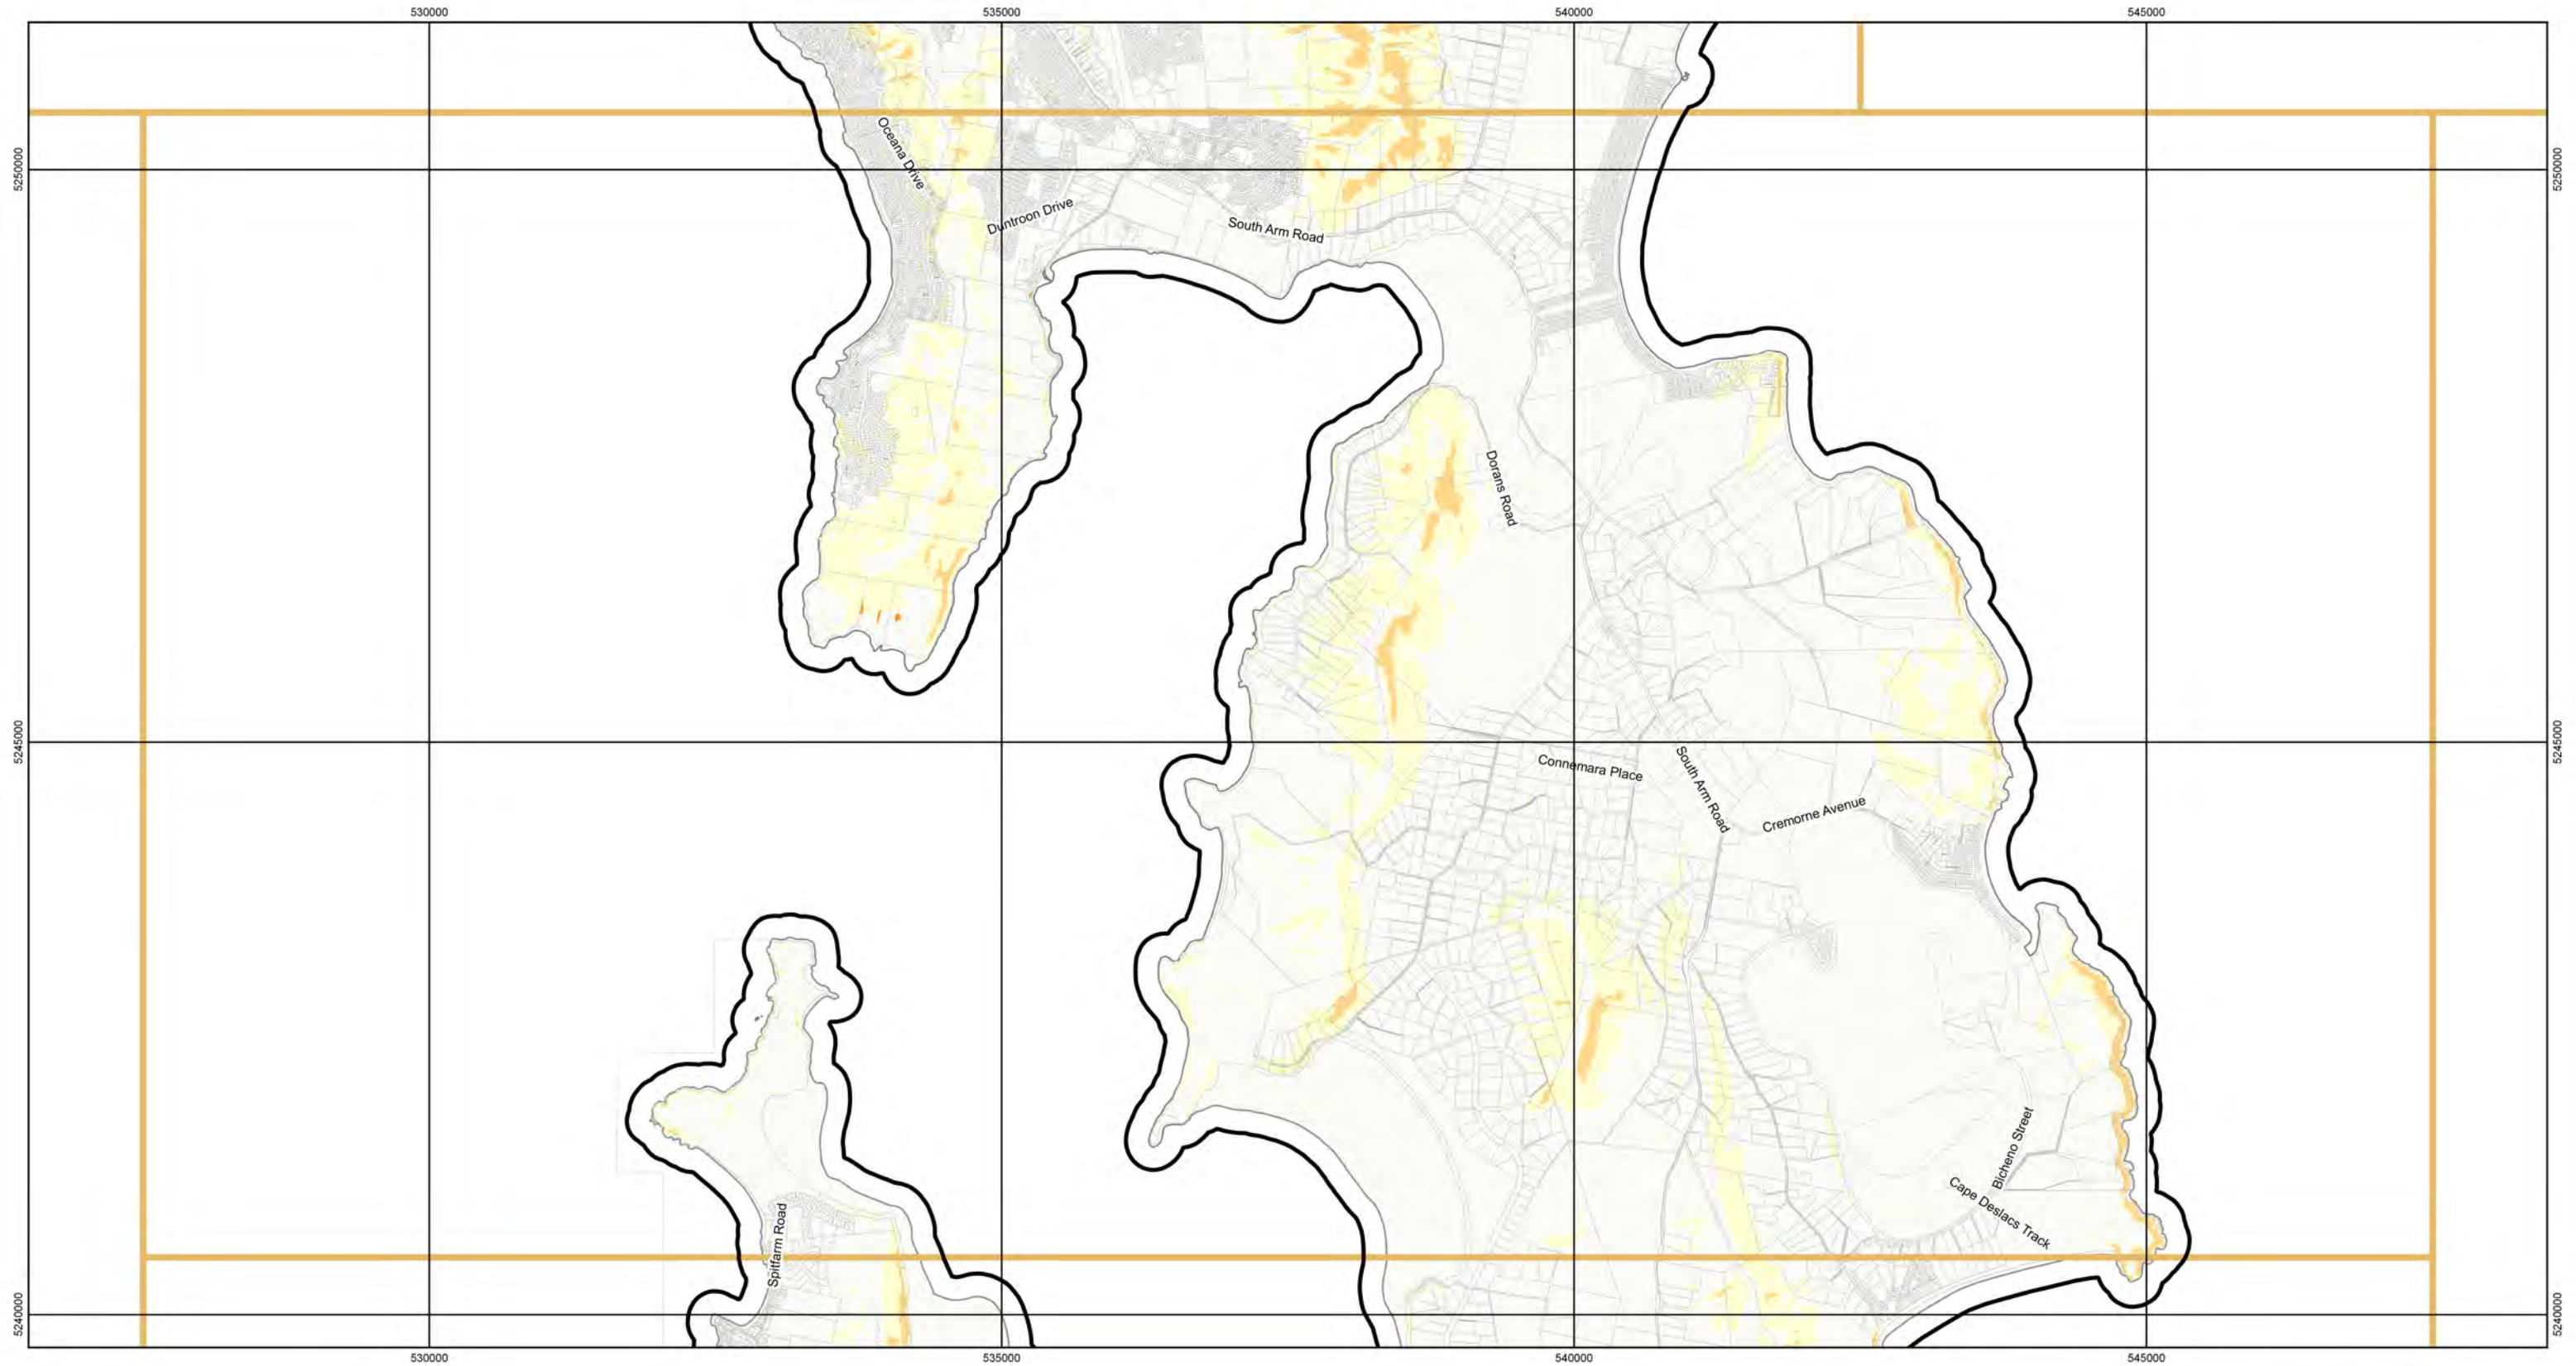 530000
535000
540000
545000
Oceana Drive
5250000
5250000
Duntroon Drive
South Arm Road
Dorans Road
5245000
5245000
Connemara Place
South Arm Road
Cremorne Avenue
Bicheno Street
Cape Deslacs Track
Spitfarm Road
5240000
5240000
530000
535000
540000
545000